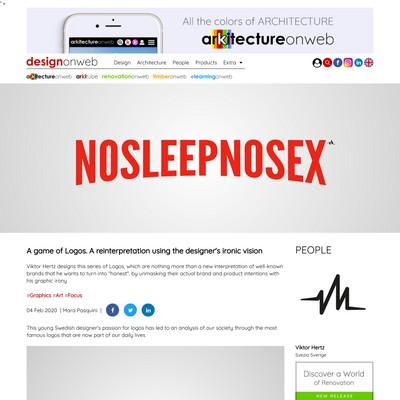 All the colors of ARCHITECTURE
arkitectureonweb
arkitectureonweb
designonweb
Design Architecture People Products Extra
arkitectureonweb arkitube renovationonweb timberonweb elearningonweb
NOSLEEPNOSEX
A game of Logos. A reinterpretation using the designer's ironic vision
PEOPLE
Viktor Hertz designs this series of Logos, which are nothing more than a new interpretation of well-known
brands that he wants to turn into "honest", by unmasking their actual brand and product intentions with
his graphic irony
#Graphics #Art #Focus
04 Feb 2020 | Mara Pasquini |
This young Swedish designer's passion for logos has led to an analysis of our society through the most
famous logos that are now part of our daily lives
Viktor Hertz
Svezia Sverige
Discover a World
of Renovation
NEW RELEASE